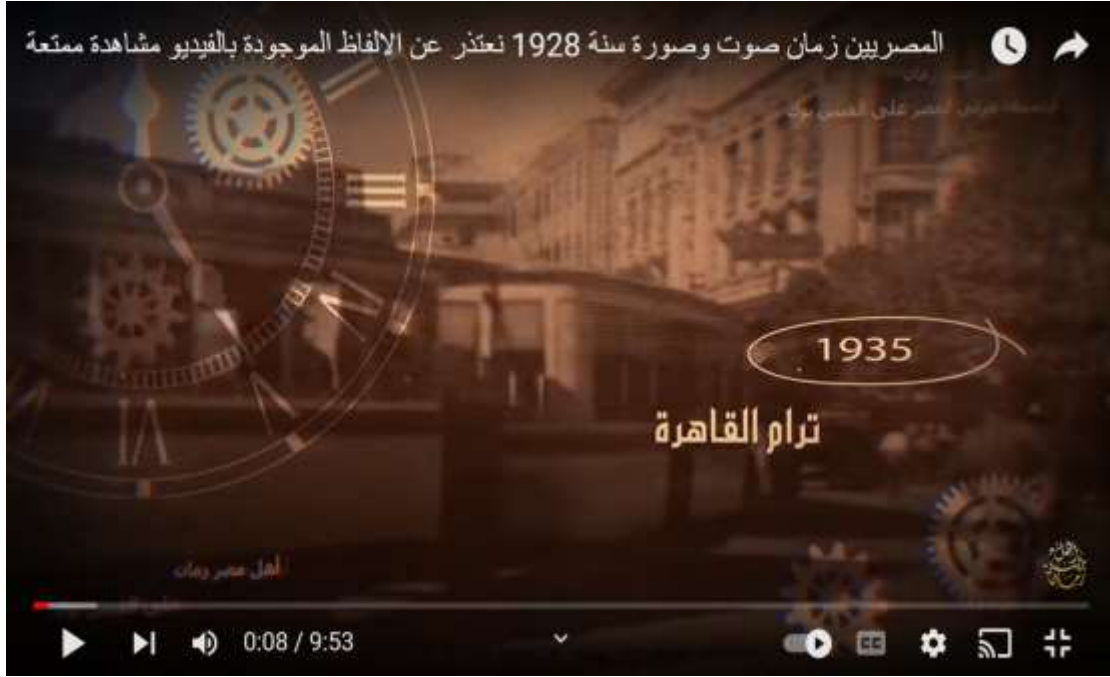 المصريين زمان صوت وصورة سنة 1928 نعتذر عن الالفاظ الموجودة بالفيديو مشاهدة ممتعة
1935
ترام القاهرة
أهل مصر زمان
0:08 / 9:53
CC